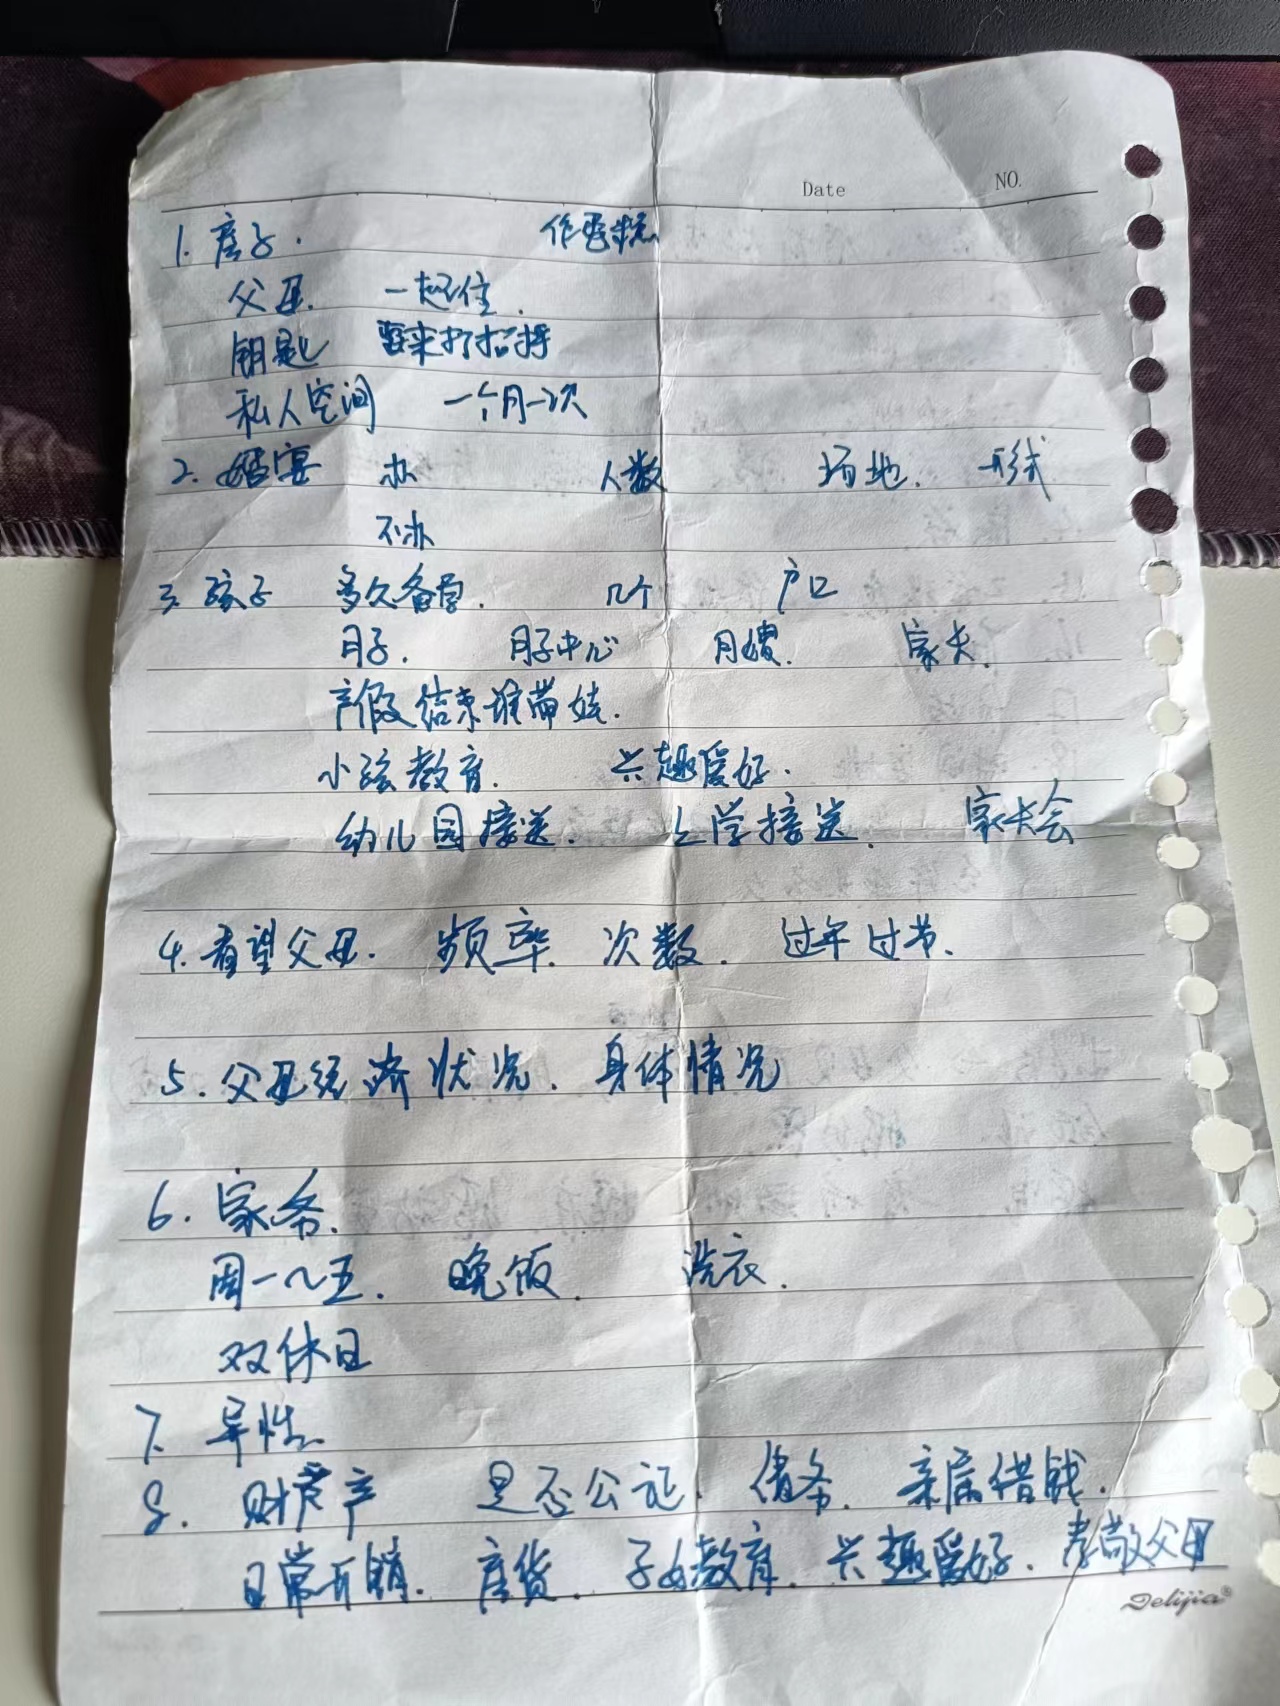 Date NO.
1. 房子.
父母. 一起住.
钥匙 要来打招呼
私人空间 一个月一次
2. 婚宴 办 人数 场地. 形式
不办
3. 孩子 多久备孕. 几个 户口
月子. 月子中心 月嫂. 家长.
产假结束谁带娃.
小孩教育. 兴趣爱好.
幼儿园接送. 上学接送. 家长会
4. 看望父母. 频率. 次数. 过年过节.
5. 父母经济状况. 身体情况
6. 家务.
周一~五. 晚饭. 洗衣.
双休日
7. 异性.
8. 财产 是否公证. 债务. 亲属借钱.
日常开销. 房贷. 子女教育. 兴趣爱好. 孝敬父母
Delijia®